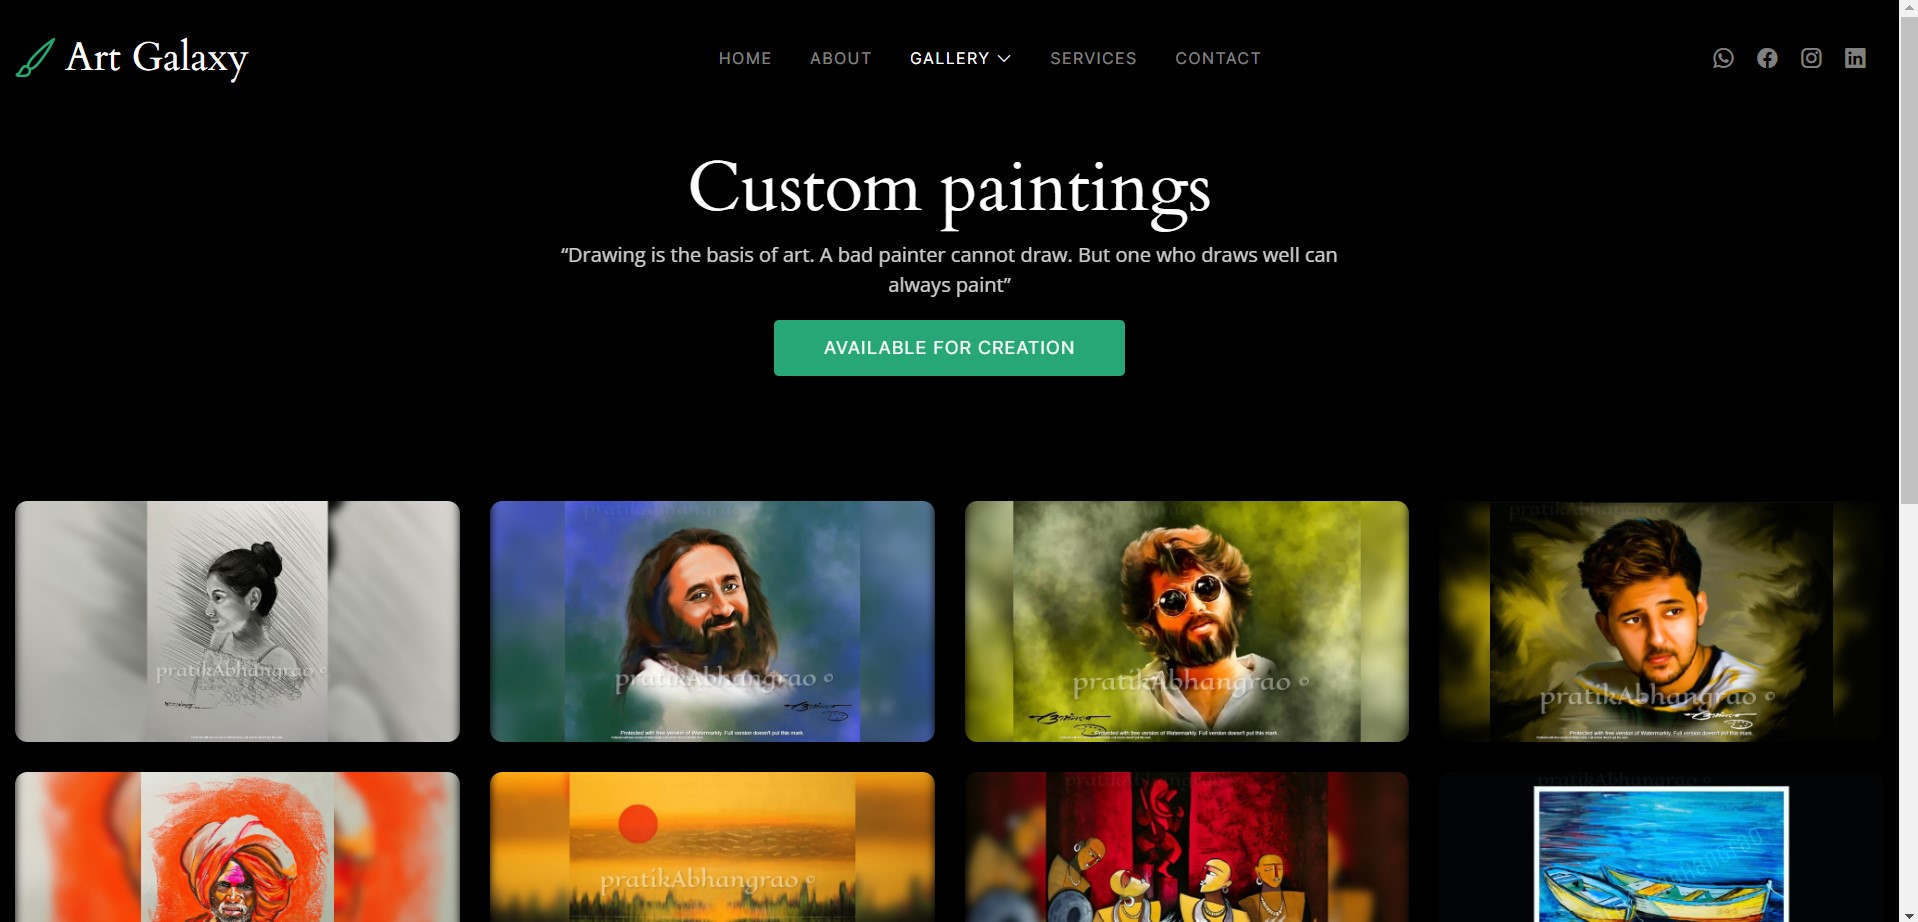 Art Galaxy
HOME ABOUT GALLERY SERVICES CONTACT
Custom paintings
“Drawing is the basis of art. A bad painter cannot draw. But one who draws well can
always paint”
AVAILABLE FOR CREATION
pratikAbhangrao ©
pratikAbhangrao ©
Protected with free version of Watermarkly. Full version doesn't put this mark.
pratikAbhangrao ©
Protected with free version of Watermarkly. Full version doesn't put this mark.
pratikAbhangrao
pratikAbhangrao ©
Protected with free version of Watermarkly. Full version doesn't put this mark.
pratikAbhangrao ©
pratikAbhangrao ©
pratikAbhangrao ©